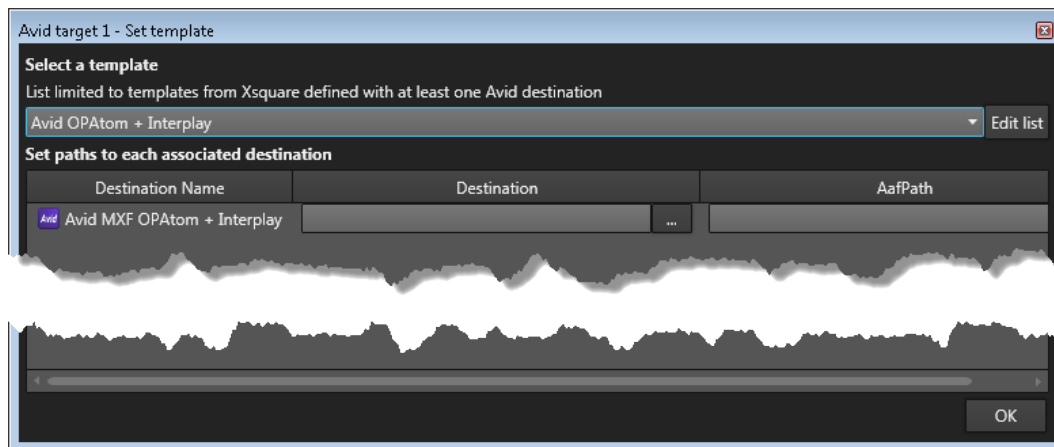 Avid target 1 - Set template
Select a template
List limited to templates from Xsquare defined with at least one Avid destination
Avid OPAtom + Interplay
Edit list
Set paths to each associated destination
Destination Name
Destination
AafPath
Avid
Avid MXF OPAtom + Interplay
...
OK